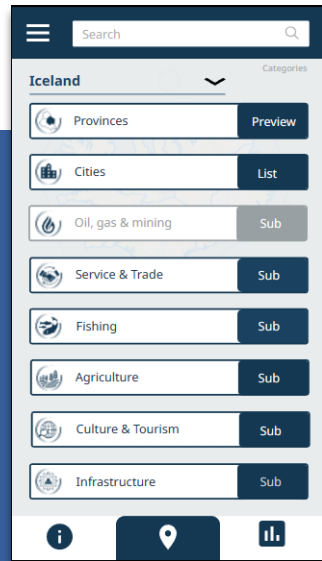 Search
Categories
Iceland
Provinces Preview
Cities List
Oil, gas & mining Sub
Service & Trade Sub
Fishing Sub
Agriculture Sub
Culture & Tourism Sub
Infrastructure Sub